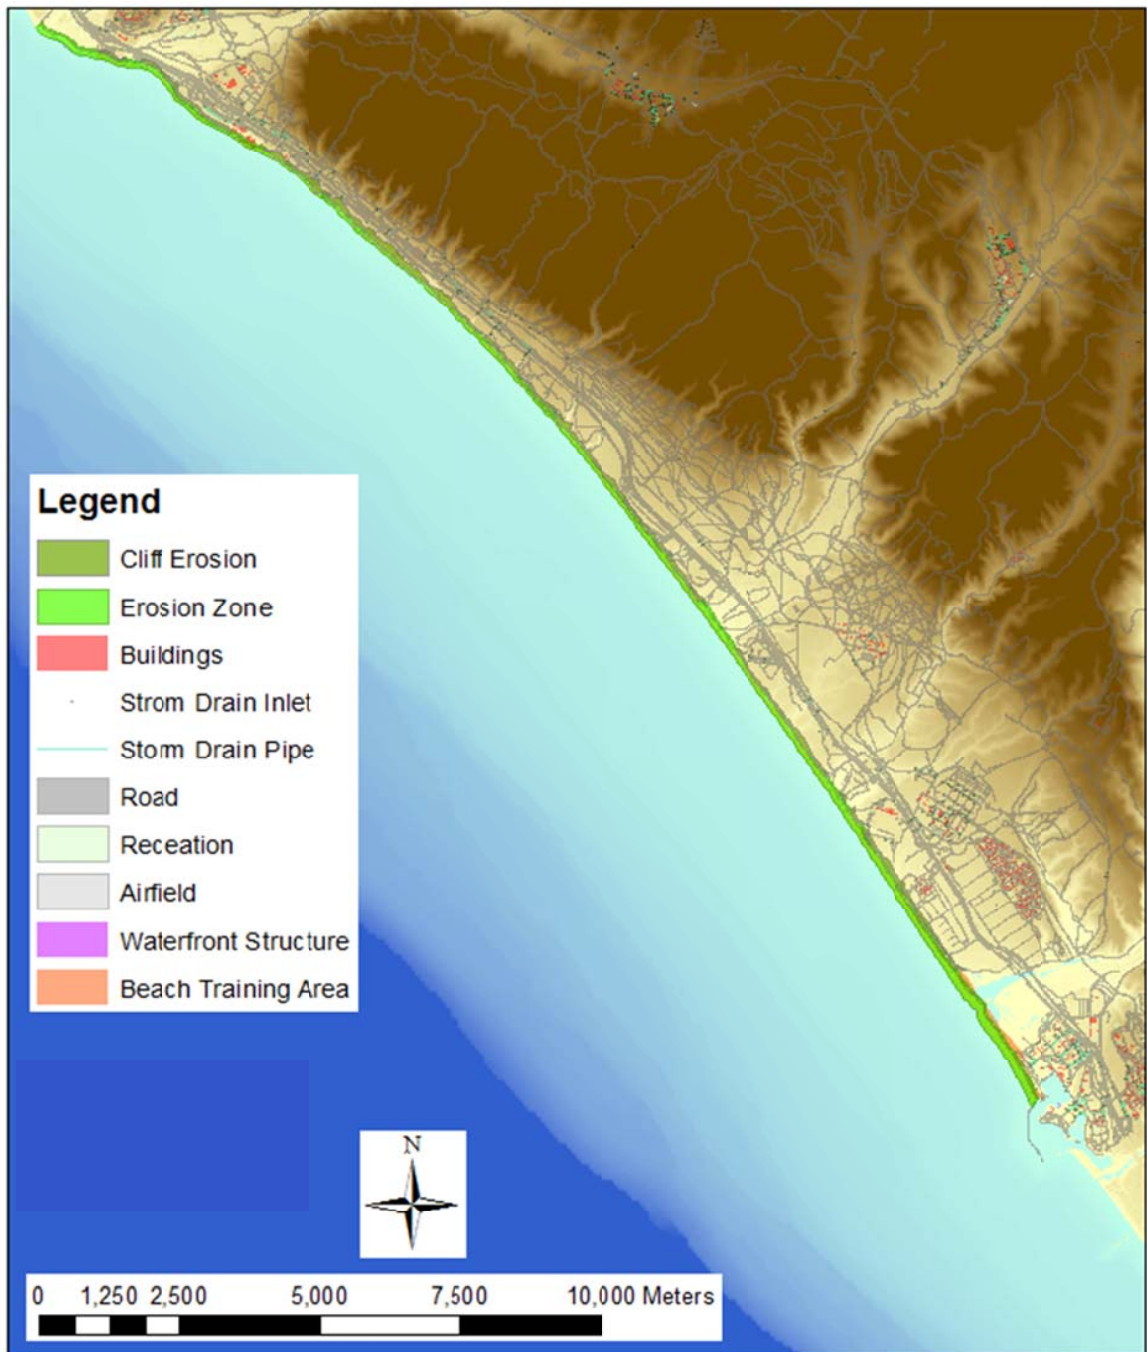 Legend
Cliff Erosion
Erosion Zone
Buildings
Strom Drain Inlet
Storm Drain Pipe
Road
Receation
Airfield
Waterfront Structure
Beach Training Area
N
0 1,250 2,500 5,000 7,500 10,000 Meters